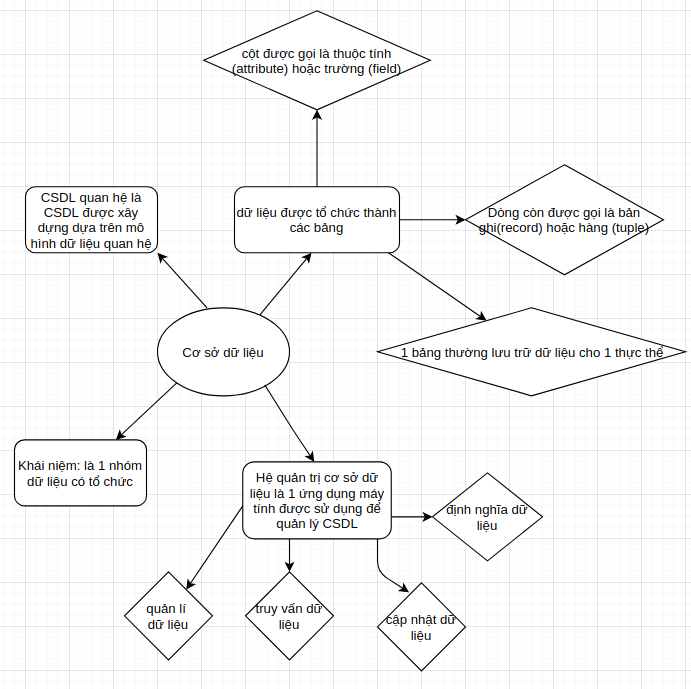 cột được gọi là thuộc tính
(attribute) hoặc trường (field)
CSDL quan hệ là
CSDL được xây
dựng dựa trên mô
hình dữ liệu quan hệ
dữ liệu được tổ chức thành
các bảng
Dòng còn được gọi là bản
ghi(record) hoặc hàng (tuple)
Cơ sở dữ liệu
1 bảng thường lưu trữ dữ liệu cho 1 thực thể
Khái niệm: là 1 nhóm
dữ liệu có tổ chức
Hệ quản trị cơ sở dữ
liệu là 1 ứng dụng máy
tính được sử dụng để
quản lý CSDL
định nghĩa dữ
liệu
quản lí
dữ liệu
truy vấn dữ
liệu
cập nhật dữ
liệu